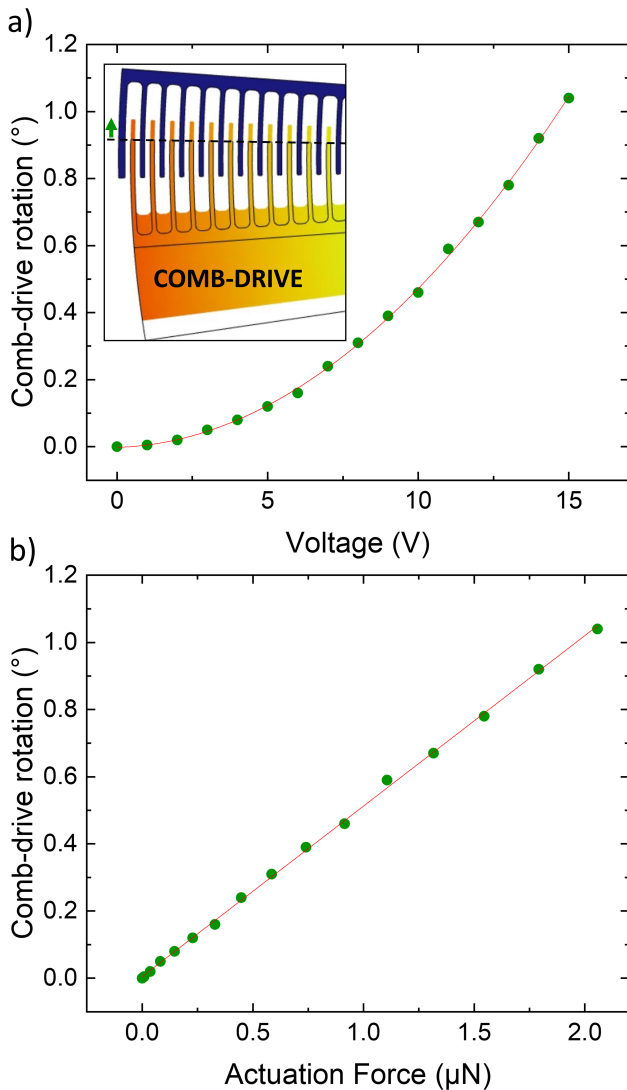 a)
1.2
1.0
0.8
0.6
0.4
0.2
0.0
Comb-drive rotation (°)
COMB-DRIVE
0 5 10 15
Voltage (V)
b)
1.2
1.0
0.8
0.6
0.4
0.2
0.0
Comb-drive rotation (°)
0.0 0.5 1.0 1.5 2.0
Actuation Force (µN)